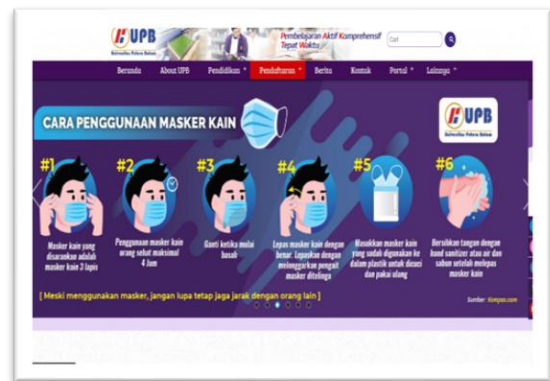 UPB
Universitas Putera Batam
Pembelajaran Aktif Komprehensif
Tepat Waktu
Cari
Beranda About UPB Pendidikan Pendaftaran Berita Kontak Portal Lainnya
CARA PENGGUNAAN MASKER KAIN
UPB
Universitas Putera Batam
#1 #2 #3 #4 #5 #6
Masker kain yang
disarankan adalah
masker kain 3 lapis
Penggunaan masker kain
orang sehat maksimal
4 Jam
Ganti ketika mulai
basah
Lepas masker kain dengan
benar. Lepaskan dengan
melonggarkan pengait
masker ditelinga
Masukkan masker kain
yang sudah digunakan ke
dalam plastik untuk dicuci
dan pakai ulang
Bersihkan tangan dengan
hand sanitizer atau air dan
sabun setelah melepas
masker kain
[ Meski menggunakan masker, jangan lupa tetap jaga jarak dengan orang lain ]
Sumber : Kompas.com